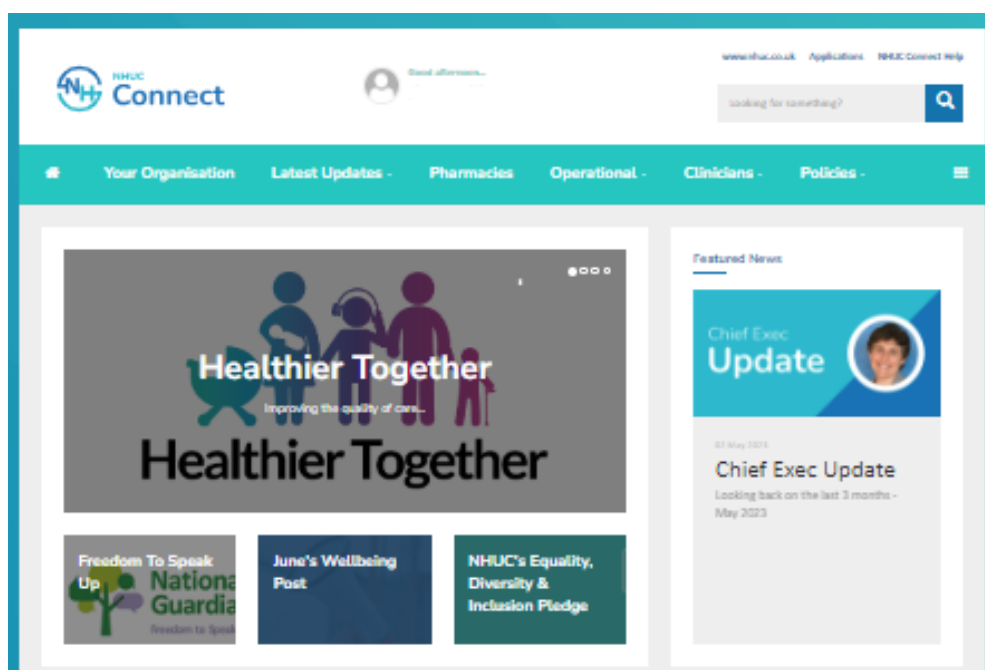 NHUC
Connect
Good afternoon...
www.nhuc.co.uk Applications NHUC Connect Help
Looking for something?
Your Organisation Latest Updates Pharmacies Operational Clinicians Policies
Healthier Together
Improving the quality of care...
Healthier Together
Featured News
Chief Exec
Update
May 2023
Chief Exec Update
Looking back on the last 3 months -
May 2023
Freedom To Speak
Up
Nationa
Guardia
Freedom to Speak
June's Wellbeing
Post
NHUC's Equality,
Diversity &
Inclusion Pledge